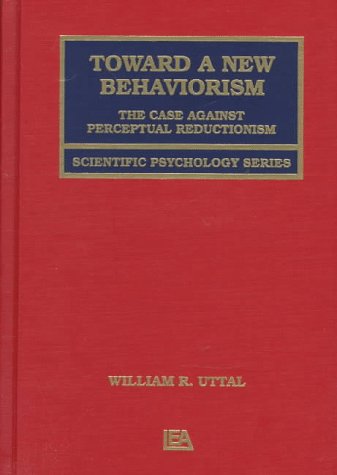 TOWARD A NEW
BEHAVIORISM
THE CASE AGAINST
PERCEPTUAL REDUCTIONISM
SCIENTIFIC PSYCHOLOGY SERIES
WILLIAM R. UTTAL
LEA